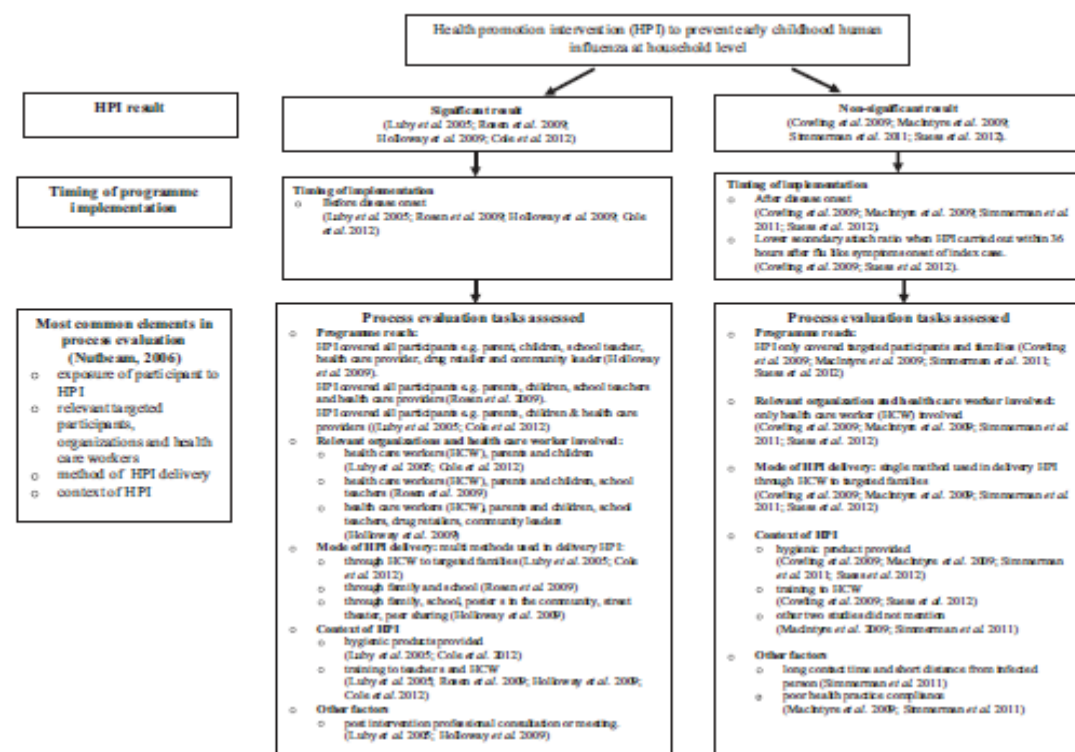 Health promotion intervention (HPI) to prevent early childhood human
influenza at household level
HPI result
Significant result
(Luby et al. 2005; Rosen et al. 2009;
Holloway et al. 2009; Cole et al. 2012)
Non-significant result
(Cowling et al. 2009; MacIntyre et al. 2009;
Simmerman et al. 2011; Suess et al. 2012).
Timing of programme
implementation
Timing of implementation
o Before disease onset
(Luby et al. 2005; Rosen et al. 2009; Holloway et al. 2009; Cole
et al. 2012)
Timing of implementation
o After disease onset
(Cowling et al. 2009; MacIntyre et al. 2009; Simmerman et al.
2011; Suess et al. 2012).
o Lower secondary attach ratio when HPI carried out within 36
hours after flu like symptoms onset of index case.
(Cowling et al. 2009; Suess et al. 2012).
Most common elements in
process evaluation
(Nutbeam, 2006)
o exposure of participant to
HPI
o relevant targeted
participants,
organizations and health
care workers
o method of HPI delivery
o context of HPI
Process evaluation tasks assessed
o Programme reach:
HPI covered all participants e.g. parent, children, school teacher,
health care provider, drug retailer and community leader (Holloway
et al. 2009).
HPI covered all participants e.g. parents, children, school teachers
and health care providers (Rosen et al. 2009).
HPI covered all participants e.g. parents, children & health care
providers ((Luby et al. 2005; Cole et al. 2012)
o Relevant organizations and health care worker involved:
o health care workers (HCW), parents and children
(Luby et al. 2005; Cole et al. 2012)
o health care workers (HCW), parents and children, school
teachers (Rosen et al. 2009)
o health care workers (HCW), parents and children, school
teachers, drug retailers, community leaders
(Holloway et al. 2009)
o Mode of HPI delivery: multi methods used in delivery HPI:
o through HCW to targeted families (Luby et al. 2005; Cole
et al. 2012)
o through family and school (Rosen et al. 2009)
o through family, school, poster s in the community, street
theater, peer sharing (Holloway et al. 2009)
o Context of HPI
o hygienic products provided
(Luby et al. 2005; Cole et al. 2012)
o training to teacher s and HCW
(Luby et al. 2005; Rosen et al. 2009; Holloway et al. 2009;
Cole et al. 2012)
o Other factors
o post intervention professional consultation or meeting.
(Luby et al. 2005; Holloway et al. 2009)
Process evaluation tasks assessed
o Programme reach:
HPI only covered targeted participants and families (Cowling
et al. 2009; MacIntyre et al. 2009; Simmerman et al. 2011;
Suess et al. 2012)
o Relevant organization and health care worker involved:
only health care worker (HCW) involved
(Cowling et al. 2009; MacIntyre et al. 2009; Simmerman et al.
2011; Suess et al. 2012)
o Mode of HPI delivery: single method used in delivery HPI
through HCW to targeted families
(Cowling et al. 2009; MacIntyre et al. 2009; Simmerman et al.
2011; Suess et al. 2012)
o Context of HPI
o hygienic product provided
(Cowling et al. 2009; MacIntyre et al. 2009; Simmerman
et al. 2011; Suess et al. 2012)
o training to HCW
(Cowling et al. 2009; Suess et al. 2012)
o other two studies did not mention
(MacIntyre et al. 2009; Simmerman et al. 2011)
o Other factors
o long contact time and short distance from infected
person (Simmerman et al. 2011)
o poor health practice compliance
(MacIntyre et al. 2009; Simmerman et al. 2011)